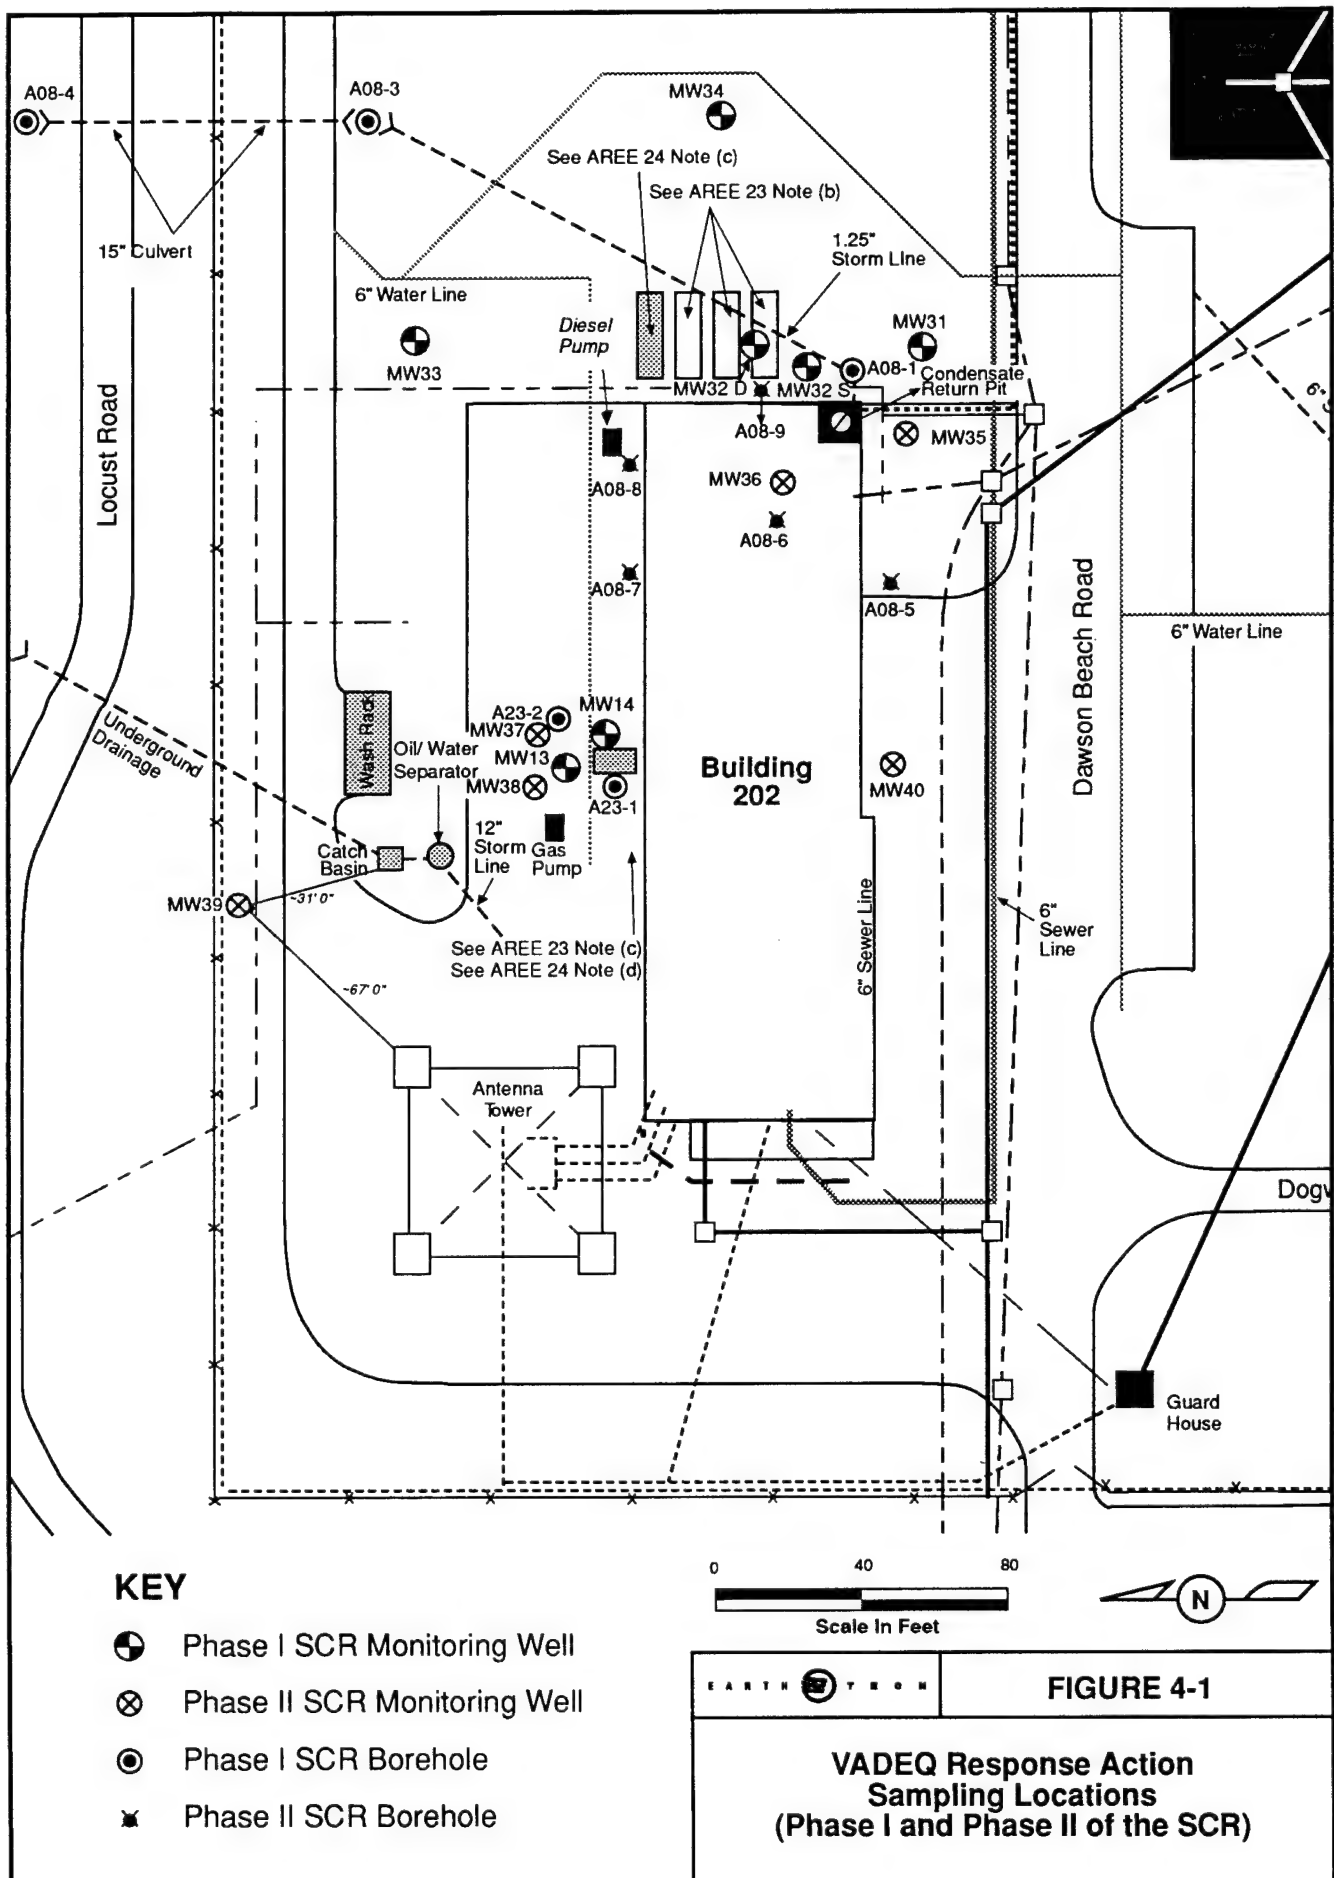 A08-4
A08-3
MW34
See AREE 24 Note (c)
See AREE 23 Note (b)
15" Culvert
1.25"
Storm Line
6" Water Line
Diesel
Pump
MW33
MW31
A08-1
MW32 D
MW32 S
Condensate
Return Pit
6"
Locust Road
A08-9
MW35
A08-8
MW36
A08-6
A08-7
A08-5
Dawson Beach Road
6" Water Line
Underground
Drainage
Wash Rack
Oil/ Water
Separator
A23-2
MW37
MW14
MW13
MW38
A23-1
Building
202
MW40
12"
Storm
Line
Gas
Pump
Catch
Basin
MW39
~31'0"
6" Sewer Line
6"
Sewer
Line
See AREE 23 Note (c)
See AREE 24 Note (d)
~67'0"
Antenna
Tower
Dogw
Guard
House
KEY
Phase I SCR Monitoring Well
Phase II SCR Monitoring Well
Phase I SCR Borehole
Phase II SCR Borehole
0 40 80
Scale In Feet
N
EARTH TECH
FIGURE 4-1
VADEQ Response Action
Sampling Locations
(Phase I and Phase II of the SCR)